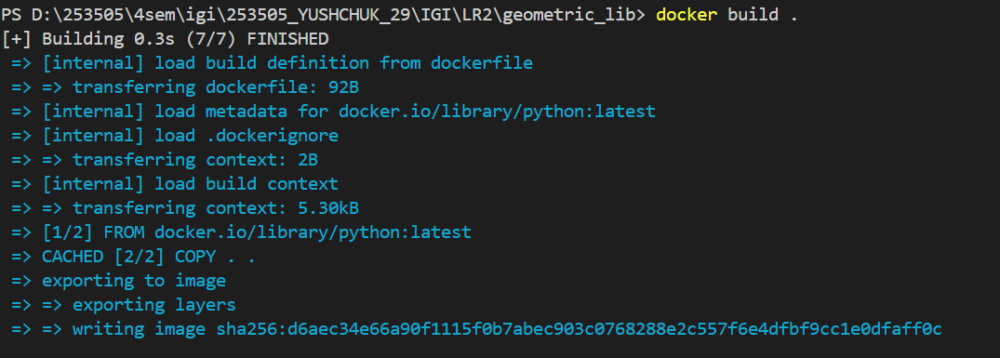 PS D:\253505\4sem\igi\253505_YUSHCHUK_29\IGI\LR2\geometric_lib> docker build .
[+] Building 0.3s (7/7) FINISHED
=> [internal] load build definition from dockerfile
=> => transferring dockerfile: 92B
=> [internal] load metadata for docker.io/library/python:latest
=> [internal] load .dockerignore
=> => transferring context: 2B
=> [internal] load build context
=> => transferring context: 5.30kB
=> [1/2] FROM docker.io/library/python:latest
=> CACHED [2/2] COPY . .
=> exporting to image
=> => exporting layers
=> => writing image sha256:d6aec34e66a90f1115f0b7abec903c0768288e2c557f6e4dfbf9cc1e0dfaff0c